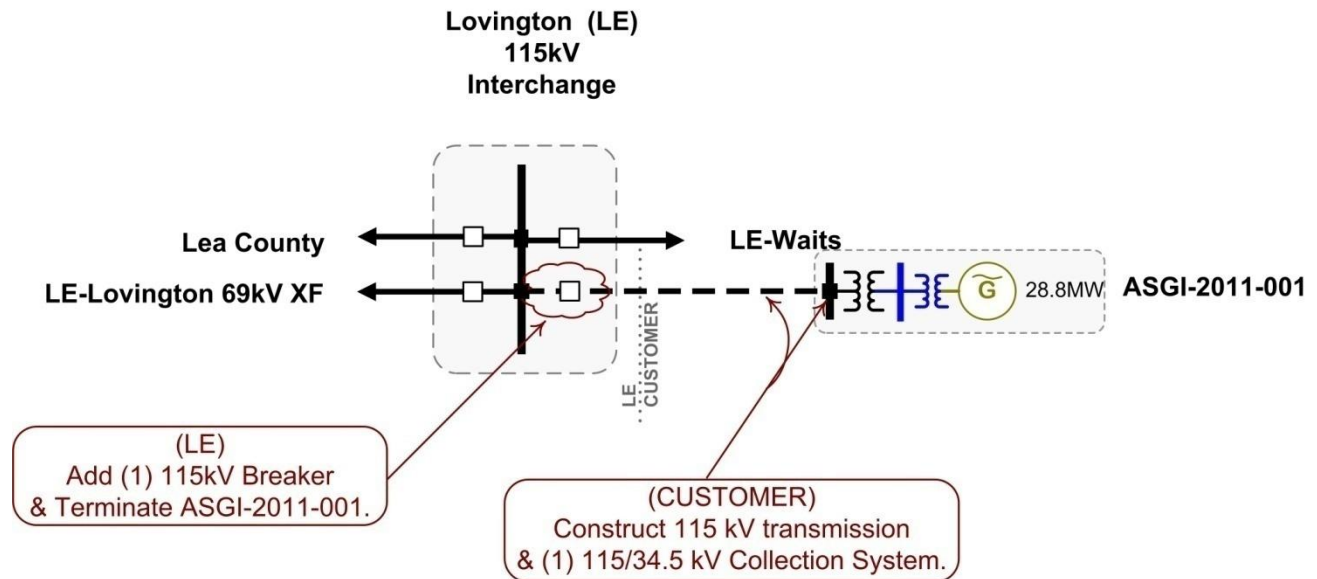 Lovington (LE)
115kV
Interchange
Lea County
LE-Waits
LE-Lovington 69kV XF
G
28.8MW
ASGI-2011-001
LE
CUSTOMER
(LE)
Add (1) 115kV Breaker
& Terminate ASGI-2011-001.
(CUSTOMER)
Construct 115 kV transmission
& (1) 115/34.5 kV Collection System.